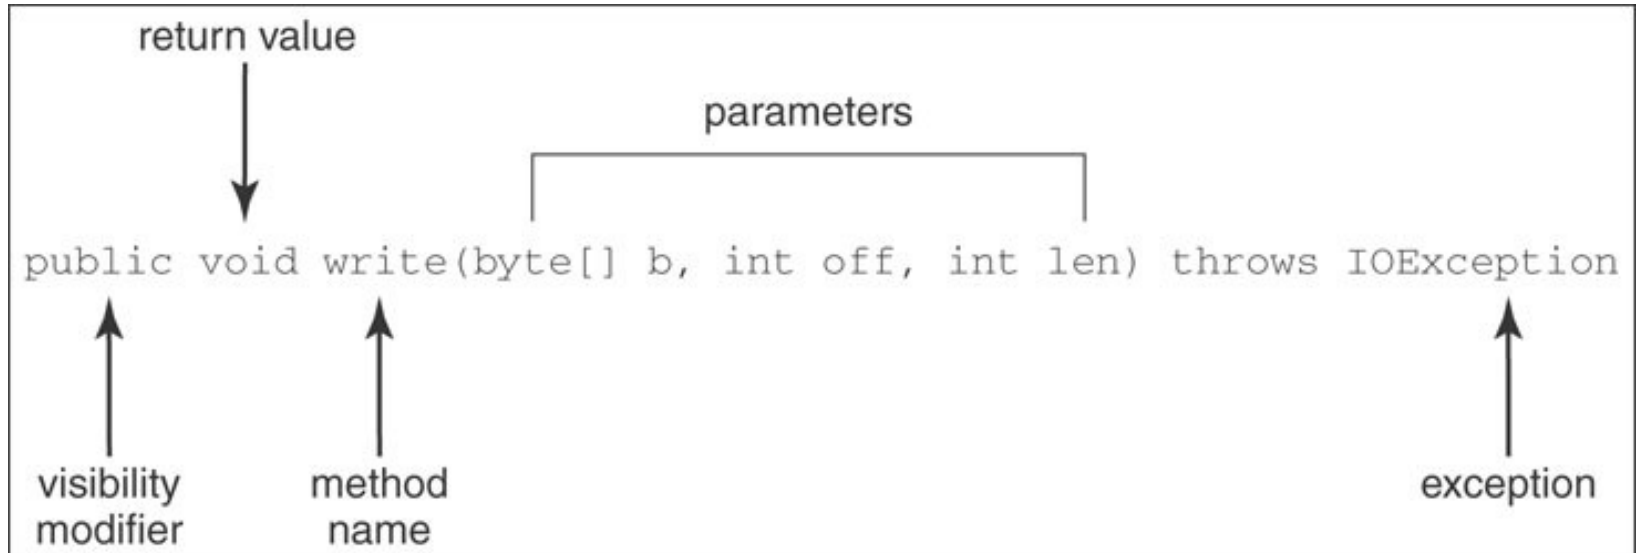 return value
parameters
public void write(byte[] b, int off, int len) throws IOException
visibility
modifier
method
name
exception